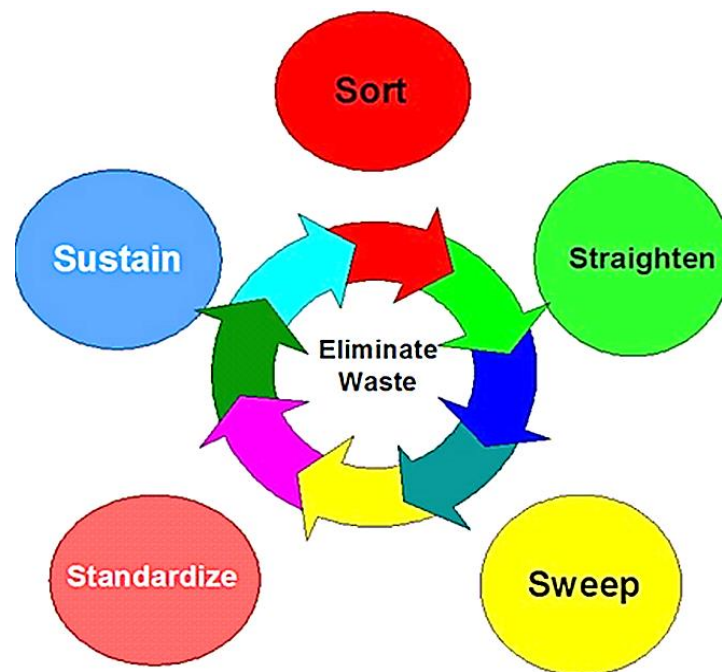 Sort
Straighten
Sweep
Standardize
Sustain
Eliminate
Waste